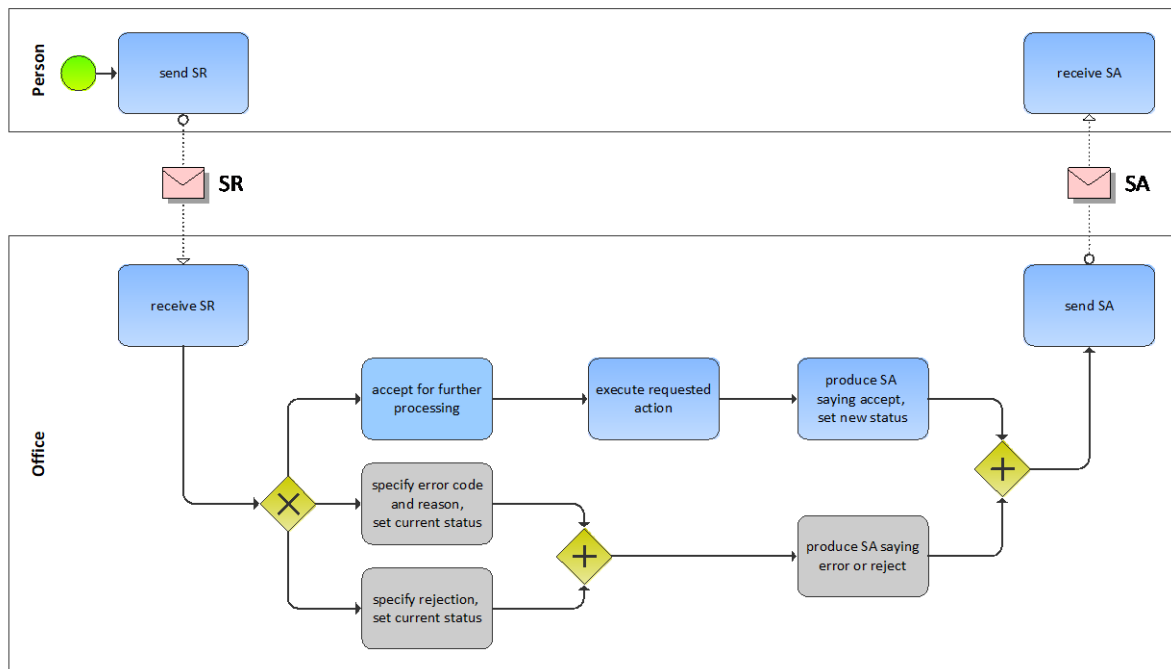 Person
send SR
receive SA
SR
SA
Office
receive SR
send SA
accept for further
processing
execute requested
action
produce SA
saying accept,
set new status
specify error code
and reason,
set current status
produce SA saying
error or reject
specify rejection,
set current status